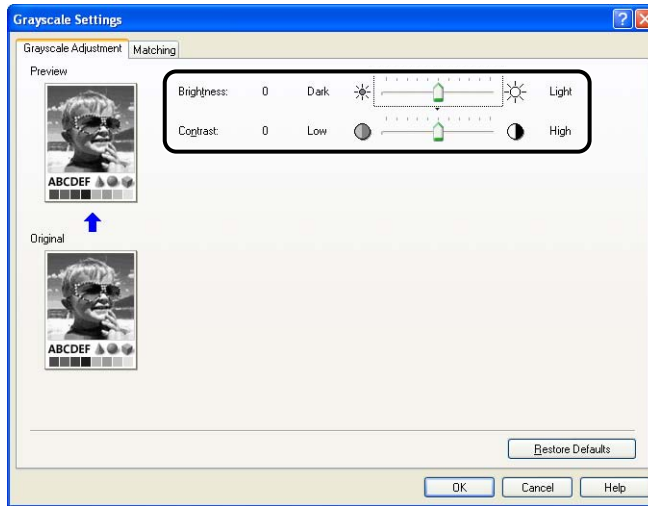 Grayscale Settings
Grayscale Adjustment Matching
Preview
Brightness: 0 Dark Light
Contrast: 0 Low High
ABCDEF
Original
ABCDEF
Restore Defaults
OK Cancel Help